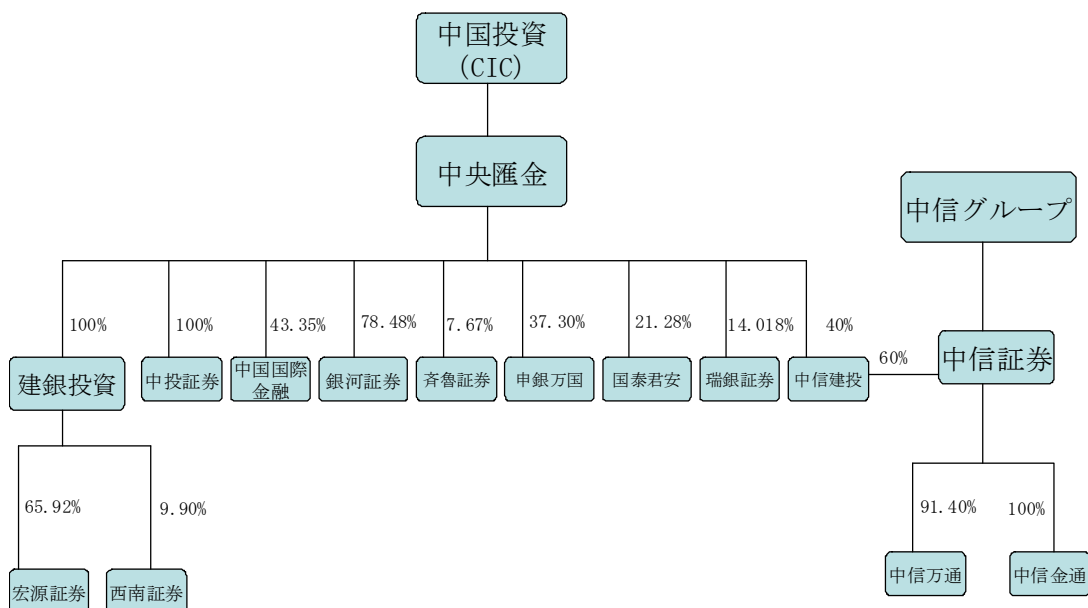 中国投資
(CIC)
中央匯金
中信グループ
100%
100%
43.35%
78.48%
7.67%
37.30%
21.28%
14.018%
40%
60%
建銀投資
中投証券
中国国際
金融
銀河証券
斉魯証券
申銀万国
国泰君安
瑞銀証券
中信建投
中信証券
65.92%
9.90%
91.40%
100%
宏源証券
西南証券
中信万通
中信金通